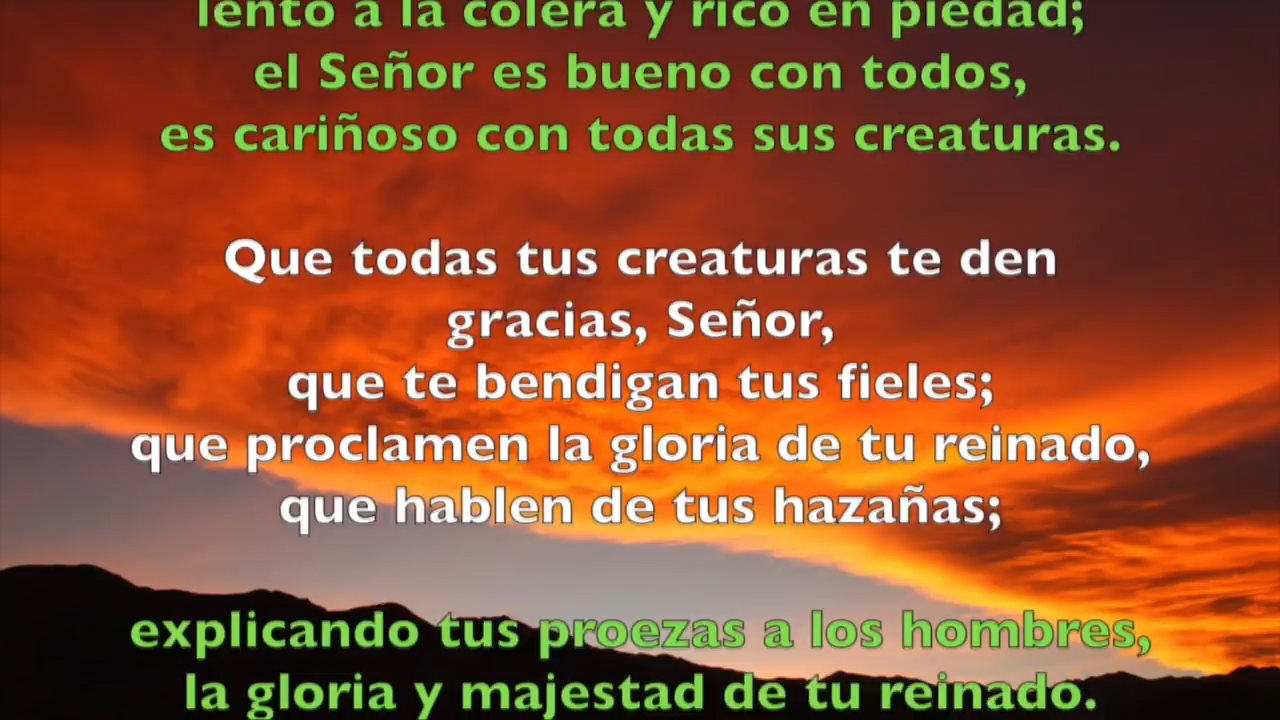 lento a la cólera y rico en piedad;
el Señor es bueno con todos,
es cariñoso con todas sus creaturas.
Que todas tus creaturas te den
gracias, Señor,
que te bendigan tus fieles;
que proclamen la gloria de tu reinado,
que hablen de tus hazañas;
explicando tus proezas a los hombres,
la gloria y majestad de tu reinado.